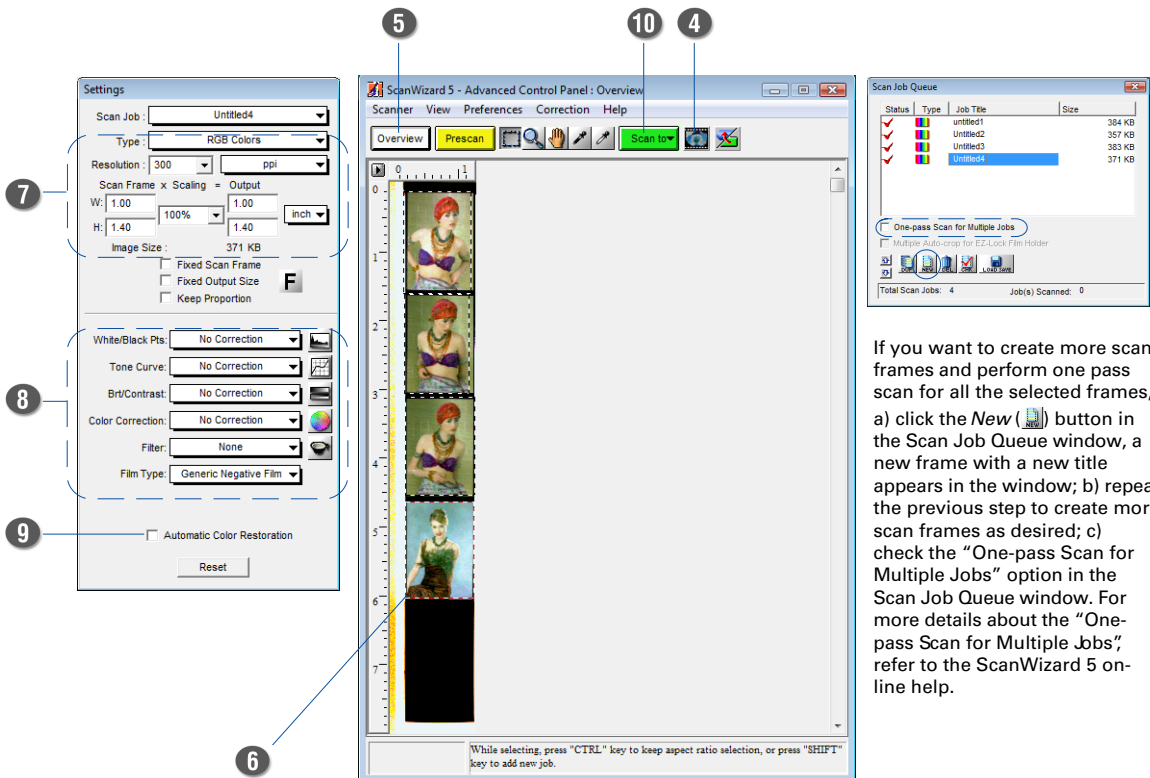 5
10
4
Settings
Scan Job : Untitled4
Type : RGB Colors
Resolution : 300 ppi
Scan Frame x Scaling = Output
W: 1.00 100% 1.00 inch
H: 1.40 1.40
Image Size : 371 KB
Fixed Scan Frame
Fixed Output Size
Keep Proportion
F
7
White/Black Pts: No Correction
Tone Curve: No Correction
Brt/Contrast: No Correction
Color Correction: No Correction
Filter: None
Film Type: Generic Negative Film
8
9
Automatic Color Restoration
Reset
ScanWizard 5 - Advanced Control Panel : Overview
Scanner View Preferences Correction Help
Overview Prescan Scan to
0 1
0
1
2
3
4
5
6
7
6
While selecting, press "CTRL" key to keep aspect ratio selection, or press "SHIFT"
key to add new job.
Scan Job Queue
Status Type Job Title Size
untitled1 384 KB
Untitled2 357 KB
Untitled3 383 KB
Untitled4 371 KB
One-pass Scan for Multiple Jobs
Multiple Auto-crop for EZ-Lock Film Holder
DUP NEW DEL CHK LOAD SAVE
Total Scan Jobs: 4 Job(s) Scanned: 0
If you want to create more scan
frames and perform one pass
scan for all the selected frames,
a) click the New ( NEW ) button in
the Scan Job Queue window, a
new frame with a new title
appears in the window; b) repea
the previous step to create mor
scan frames as desired; c)
check the “One-pass Scan for
Multiple Jobs” option in the
Scan Job Queue window. For
more details about the “One-
pass Scan for Multiple Jobs”,
refer to the ScanWizard 5 on-
line help.